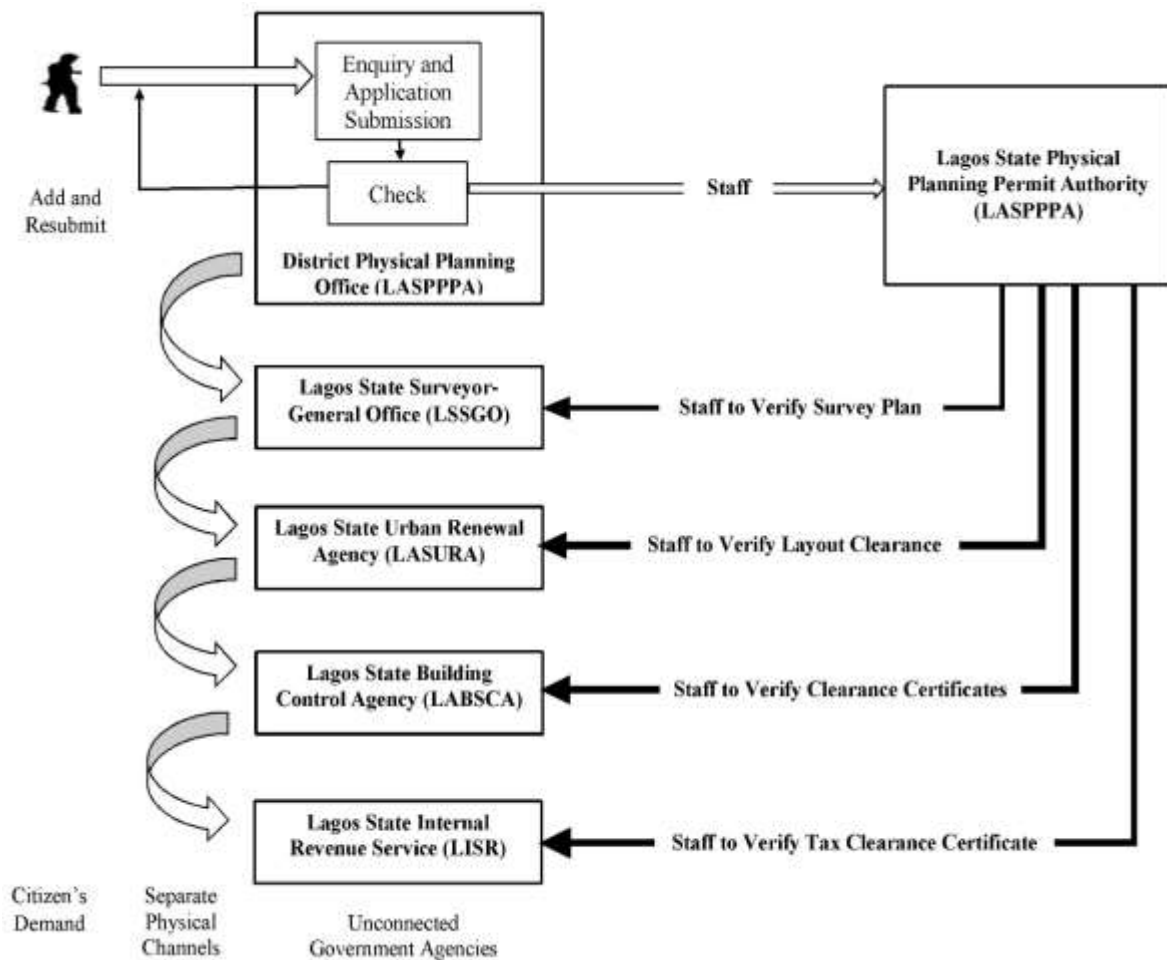 Enquiry and
Application
Submission
Check
District Physical Planning
Office (LASPPPA)
Add and
Resubmit
Staff
Lagos State Physical
Planning Permit Authority
(LASPPPA)
Lagos State Surveyor-
General Office (LSSGO)
Staff to Verify Survey Plan
Lagos State Urban Renewal
Agency (LASURA)
Staff to Verify Layout Clearance
Lagos State Building
Control Agency (LABSCA)
Staff to Verify Clearance Certificates
Lagos State Internal
Revenue Service (LISR)
Staff to Verify Tax Clearance Certificate
Citizen’s
Demand
Separate
Physical
Channels
Unconnected
Government Agencies